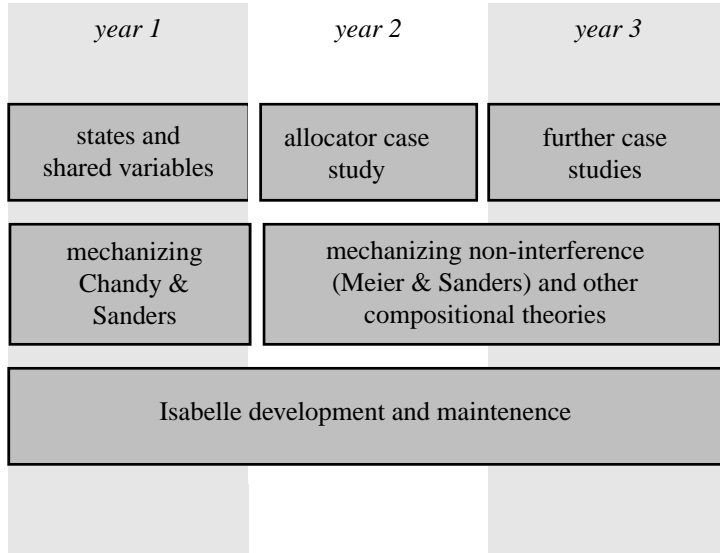 year 1 year 2 year 3
states and
shared variables
allocator case
study
further case
studies
mechanizing
Chandy &
Sanders
mechanizing non-interference
(Meier & Sanders) and other
compositional theories
Isabelle development and maintenence